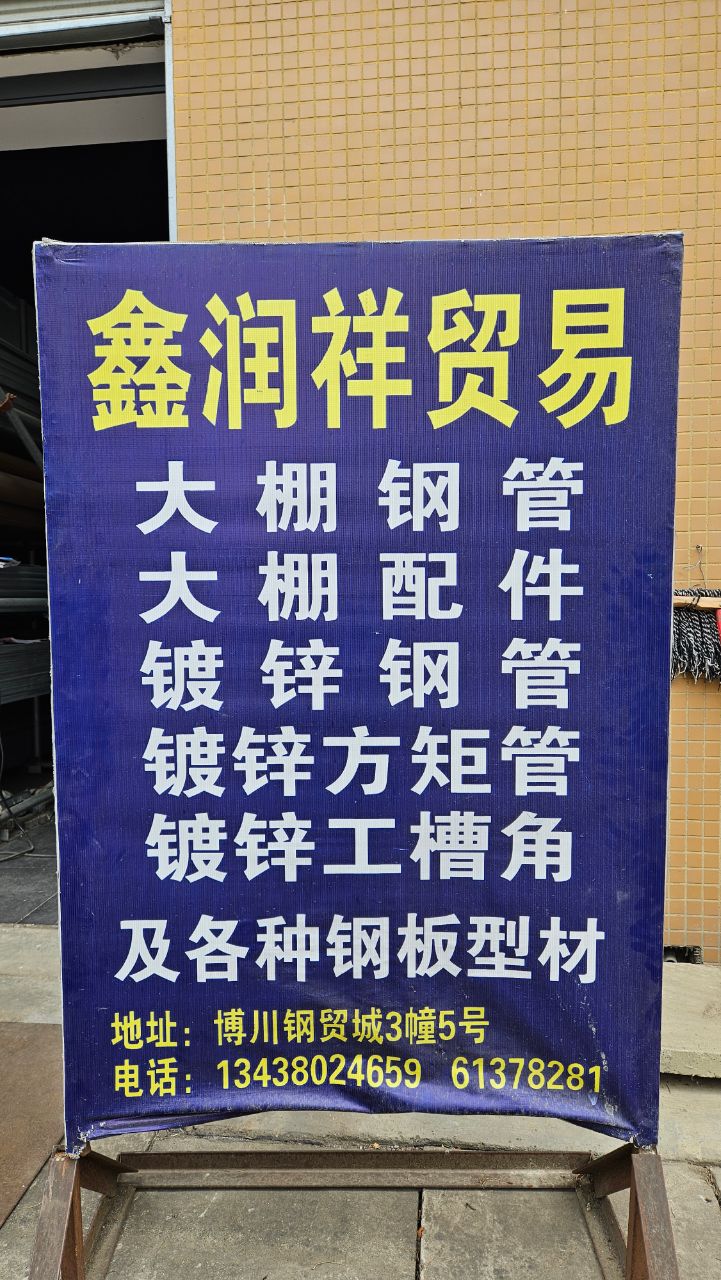 鑫润祥贸易
大棚钢管
大棚配件
镀锌钢管
镀锌方矩管
镀锌工槽角
及各种钢板型材
地址：博川钢贸城3幢5号
电话：13438024659 61378281